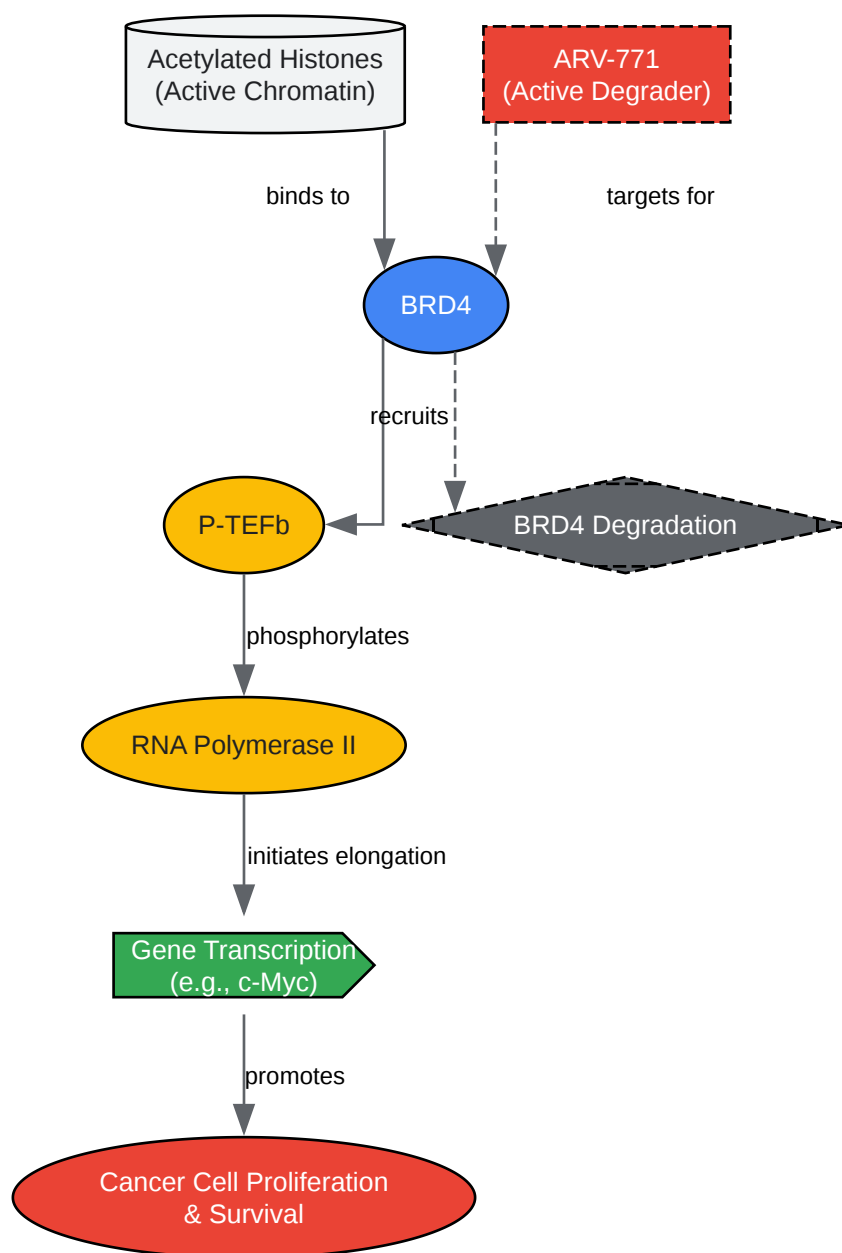 Acetylated Histones
(Active Chromatin)
ARV-771
(Active Degrader)
binds to
targets for
BRD4
recruits
P-TEFb
BRD4 Degradation
phosphorylates
RNA Polymerase II
initiates elongation
Gene Transcription
(e.g., c-Myc)
promotes
Cancer Cell Proliferation
& Survival